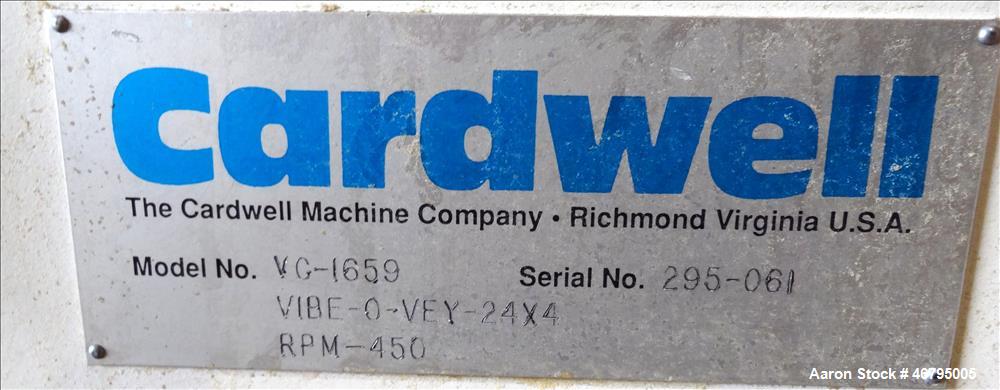 Cardwell
The Cardwell Machine Company • Richmond Virginia U.S.A.
Model No. VC-1659 Serial No. 295-061
VIBE-O-VEY-24X4
RPM-450
Aaron Stock # 46795005